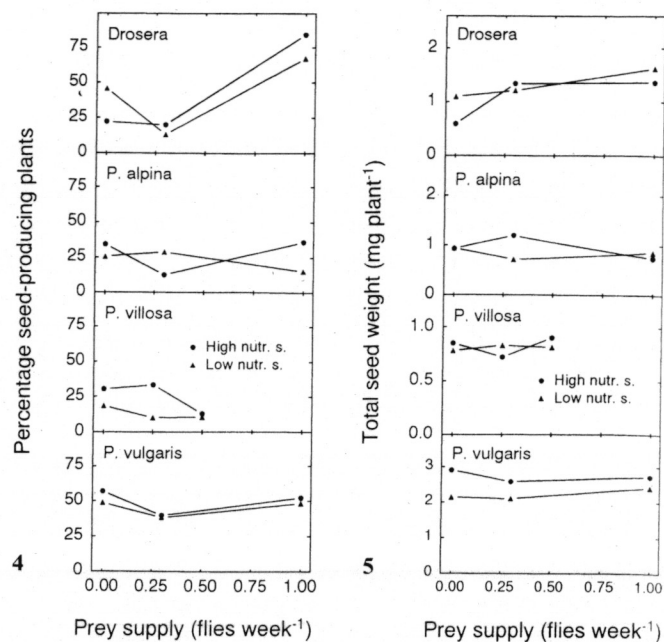 Percentage seed-producing plants
Drosera
75
50
25
0
P. alpina
75
50
25
0
P. villosa
75
High nutr. s.
50
Low nutr. s.
25
0
P. vulgaris
75
50
25
0
0.00 0.25 0.50 0.75 1.00
Prey supply (flies week-1)
4
Total seed weight (mg plant-1)
Drosera
2
1
0
P. alpina
2
1
0
P. villosa
1.0
High nutr. s.
0.5
Low nutr. s.
0.0
P. vulgaris
3
2
1
0
0.00 0.25 0.50 0.75 1.00
Prey supply (flies week-1)
5